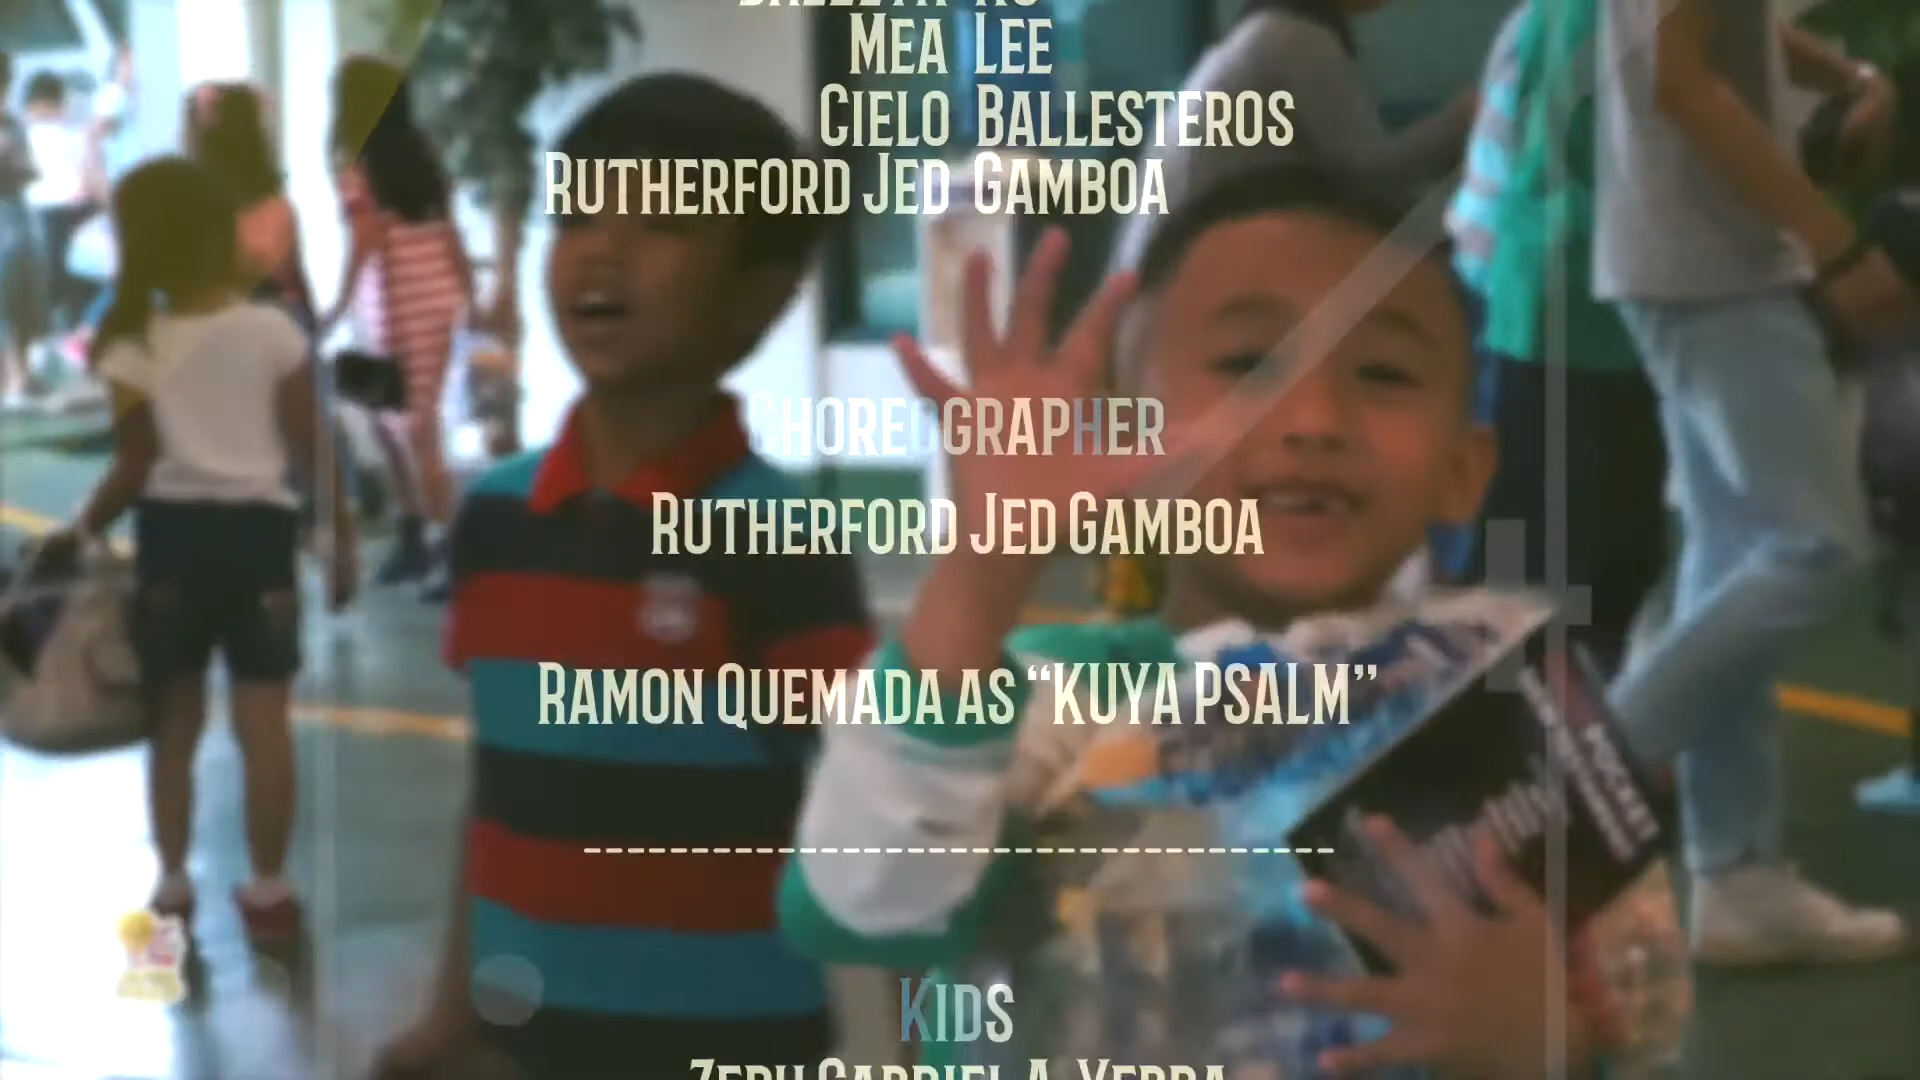 Mea Lee
Cielo Ballesteros
Rutherford Jed Gamboa
Choreographer
Rutherford Jed Gamboa
Ramon Quemada as “KUYA PSALM”
---------------------------------
Kids